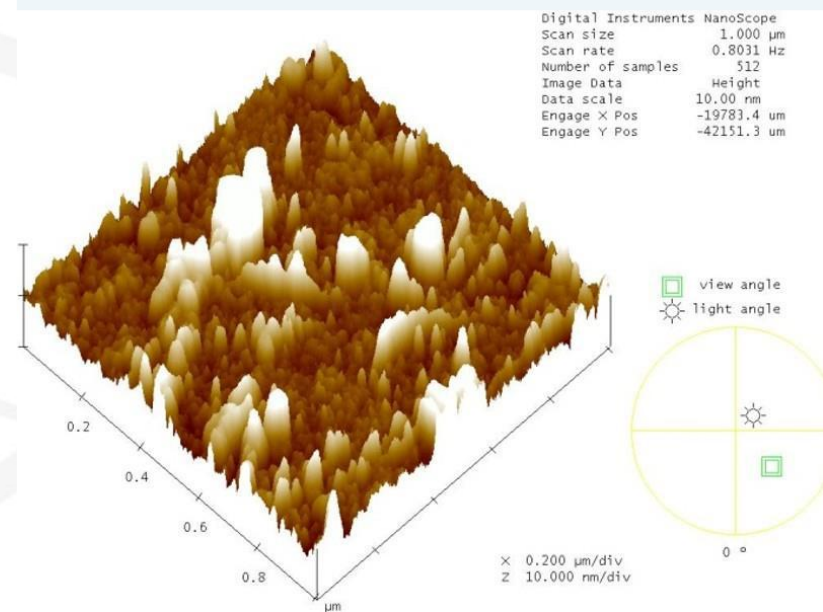 Digital Instruments NanoScope
Scan size 1.000 µm
Scan rate 0.8031 Hz
Number of samples 512
Image Data Height
Data scale 10.00 nm
Engage X Pos -19783.4 um
Engage Y Pos -42151.3 um
view angle
light angle
0.2
0.4
0.6
0.8
µm
X 0.200 µm/div
Z 10.000 nm/div
0 °